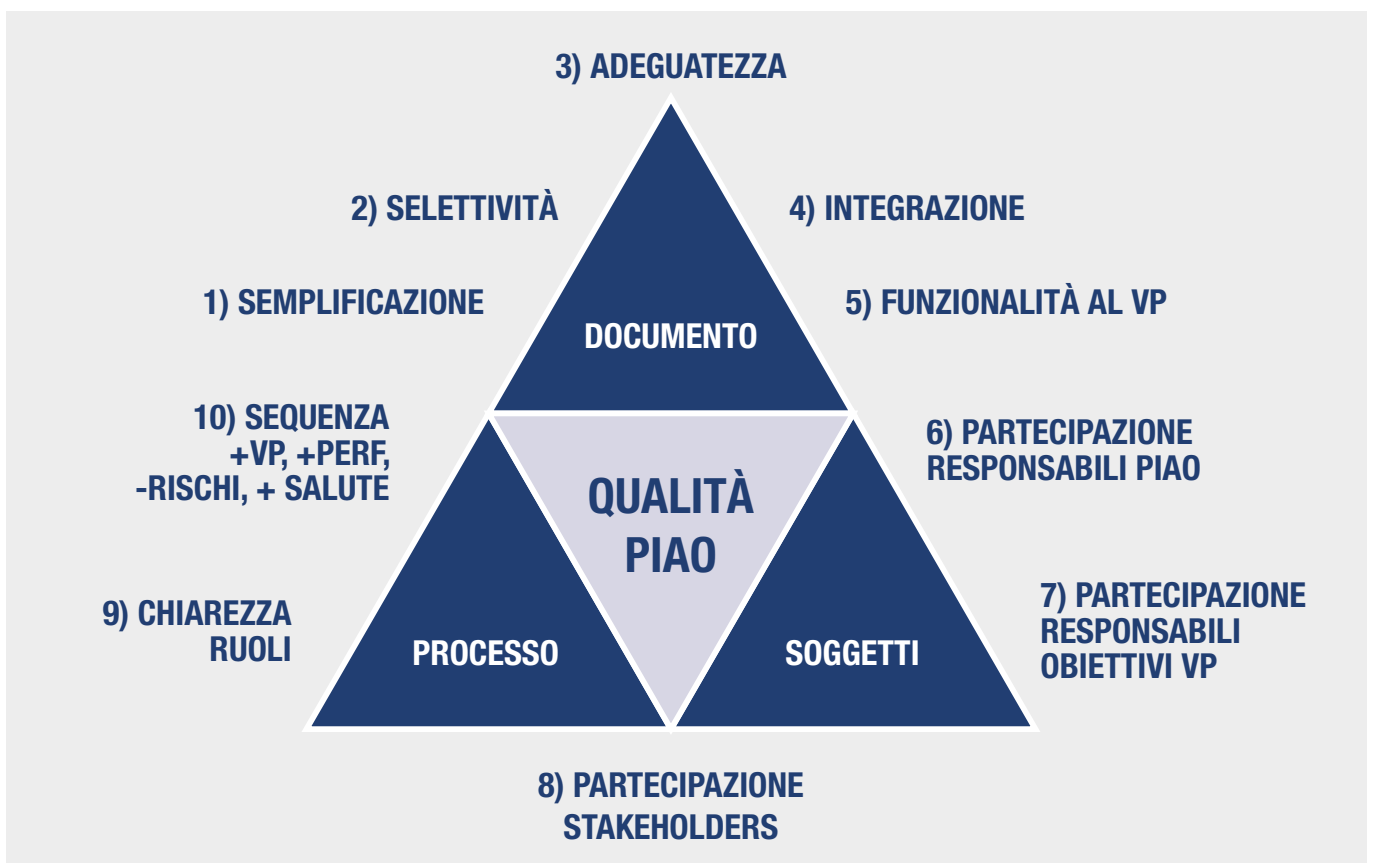 3) ADEGUATEZZA
2) SELETTIVITÀ
4) INTEGRAZIONE
1) SEMPLIFICAZIONE
5) FUNZIONALITÀ AL VP
DOCUMENTO
10) SEQUENZA
+VP, +PERF,
-RISCHI, + SALUTE
6) PARTECIPAZIONE
RESPONSABILI PIAO
QUALITÀ
PIAO
9) CHIAREZZA
RUOLI
PROCESSO
SOGGETTI
7) PARTECIPAZIONE
RESPONSABILI
OBIETTIVI VP
8) PARTECIPAZIONE
STAKEHOLDERS